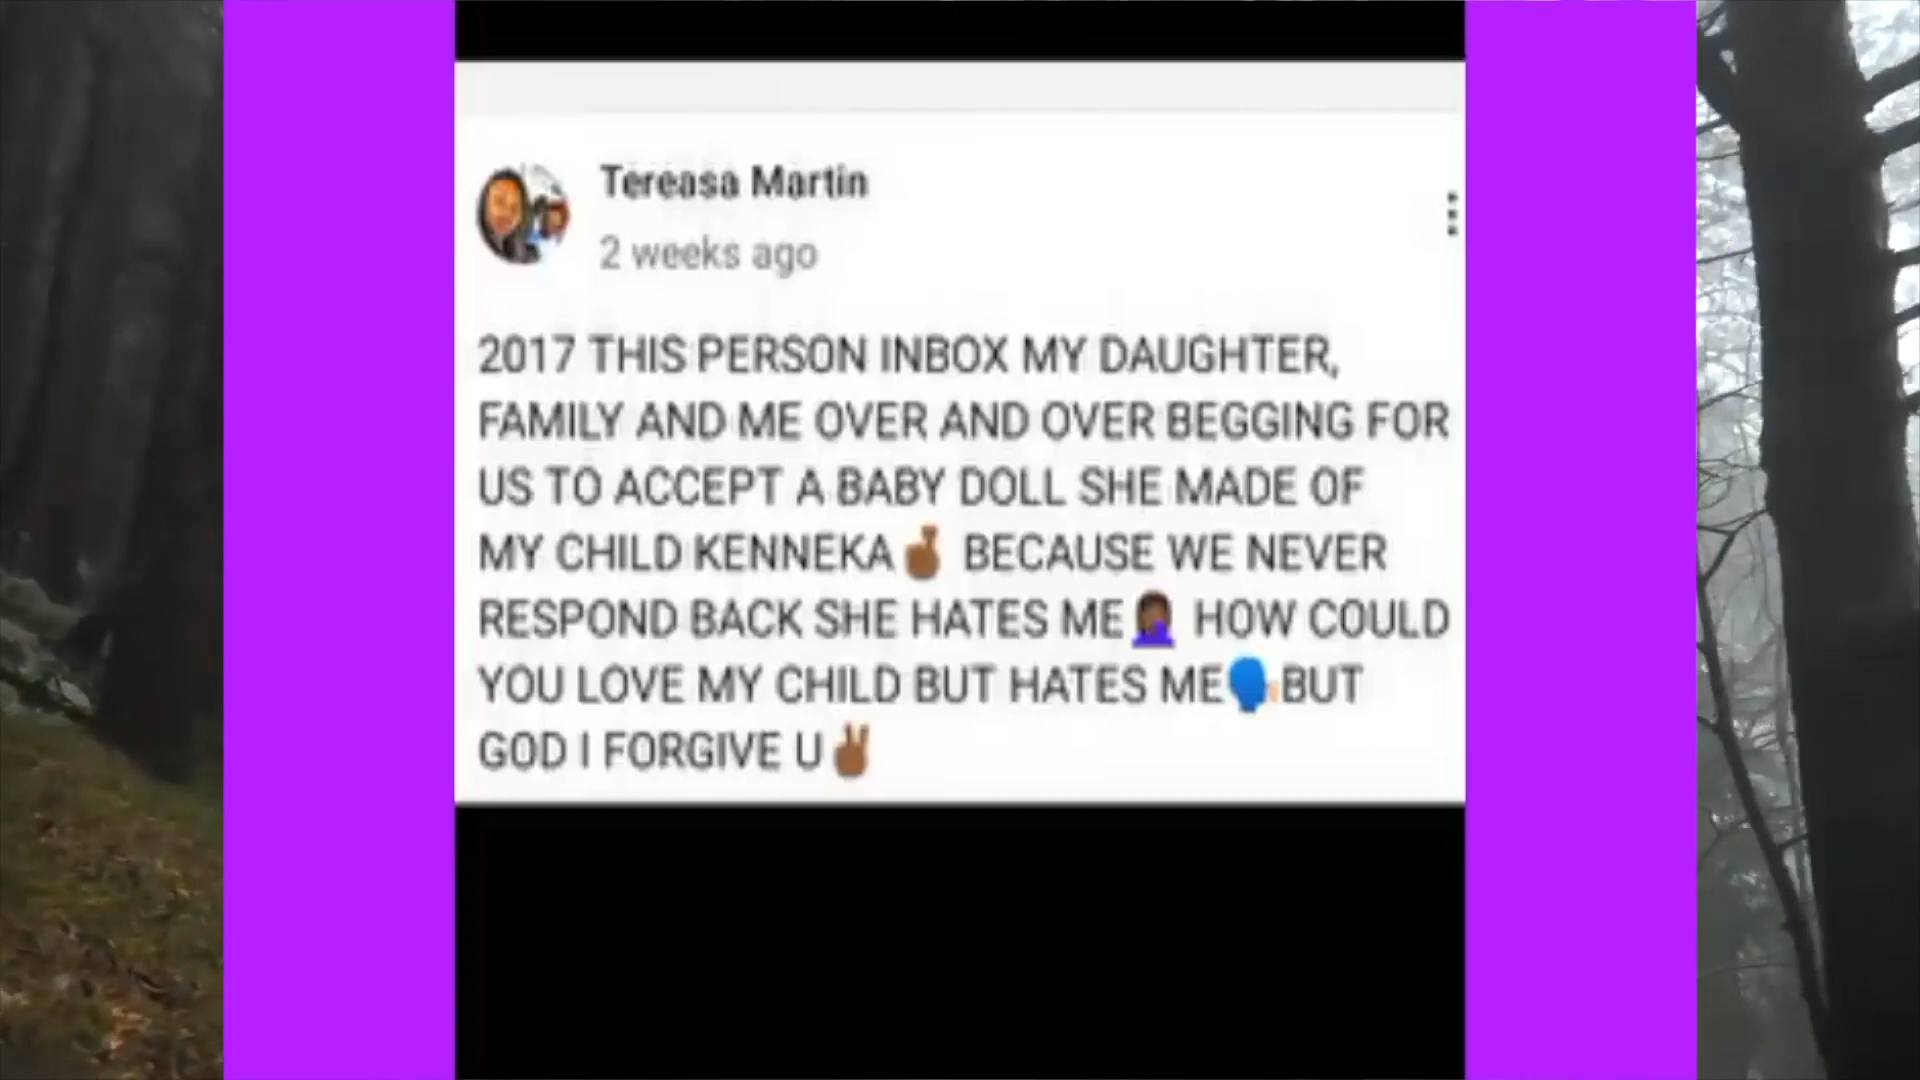 Tereasa Martin
2 weeks ago
2017 THIS PERSON INBOX MY DAUGHTER,
FAMILY AND ME OVER AND OVER BEGGING FOR
US TO ACCEPT A BABY DOLL SHE MADE OF
MY CHILD KENNEKA🤞🏾 BECAUSE WE NEVER
RESPOND BACK SHE HATES ME🤦🏾‍♀️ HOW COULD
YOU LOVE MY CHILD BUT HATES ME🗣️BUT
GOD I FORGIVE U✌🏾